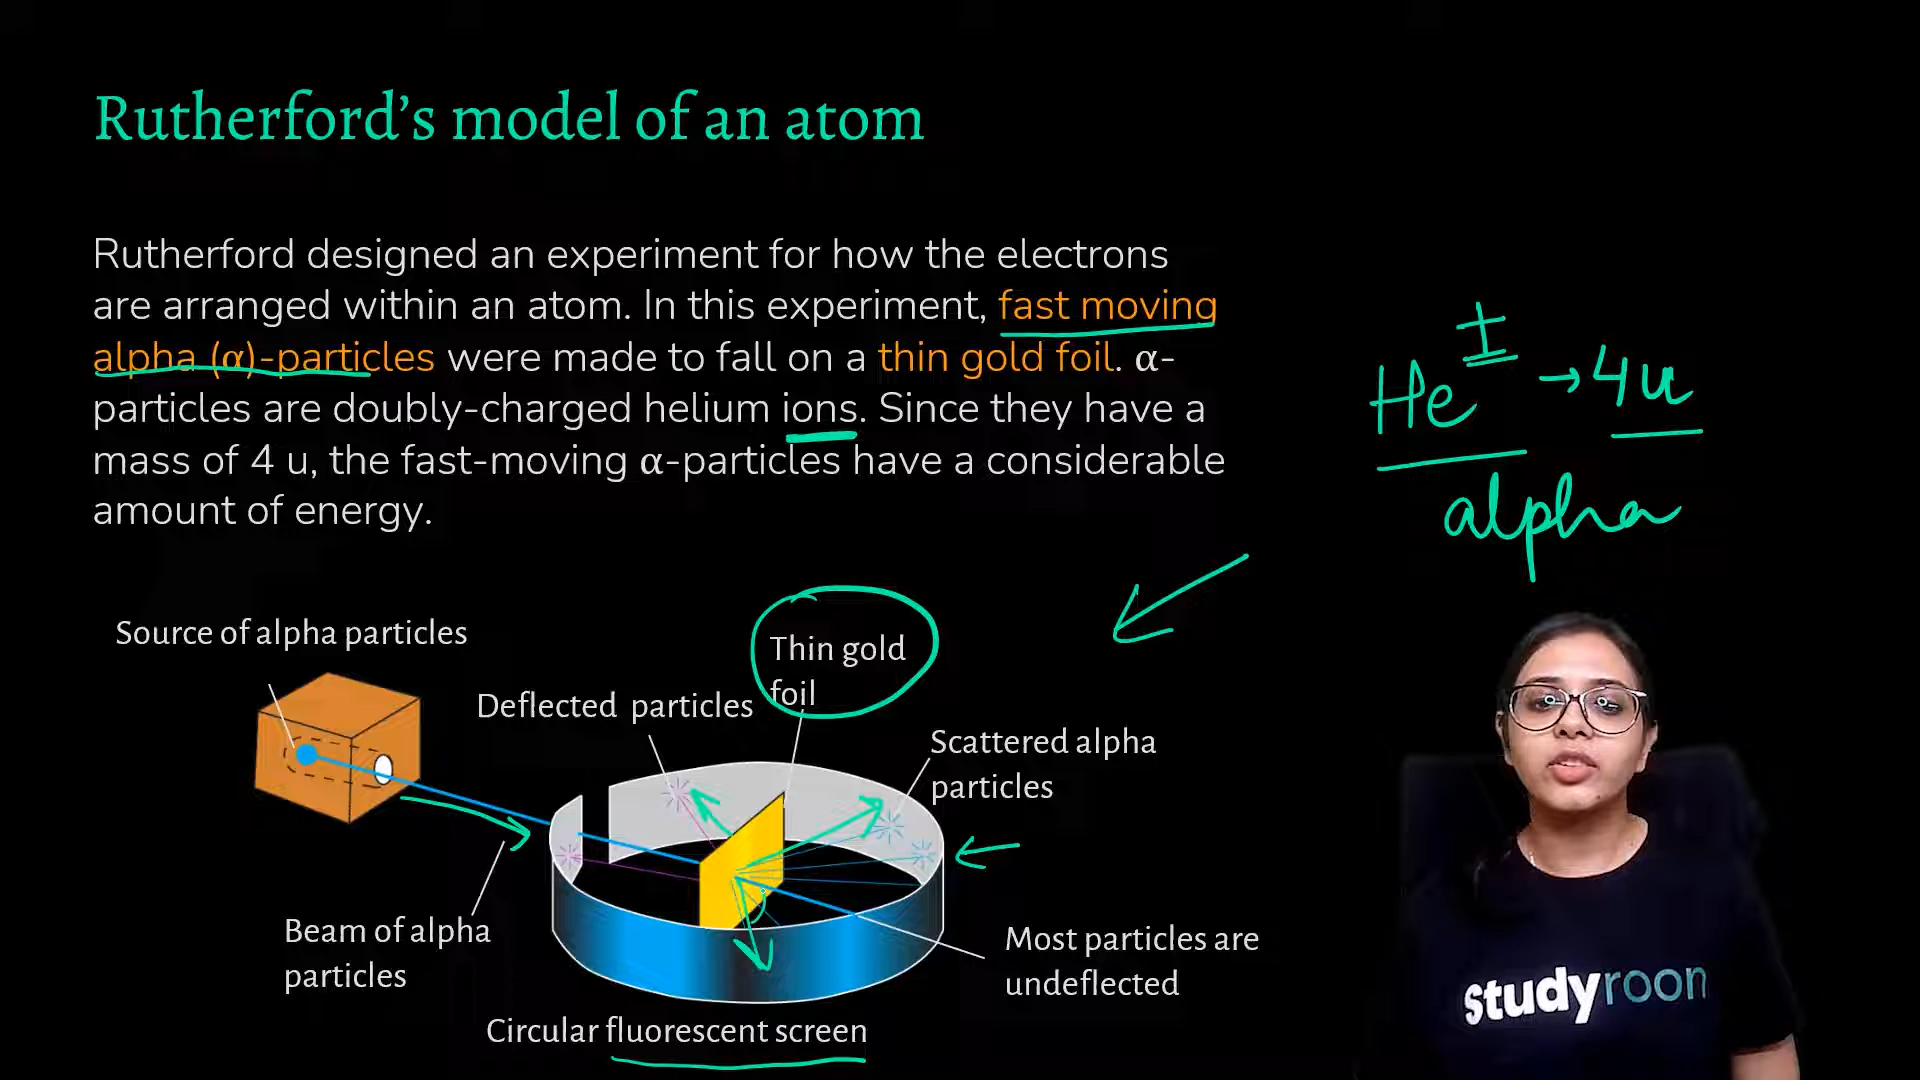 Rutherford’s model of an atom
Rutherford designed an experiment for how the electrons
are arranged within an atom. In this experiment, fast moving
alpha (α)-particles were made to fall on a thin gold foil. α-
particles are doubly-charged helium ions. Since they have a
mass of 4 u, the fast-moving α-particles have a considerable
amount of energy.
He± → 4u
alpha
Source of alpha particles
Thin gold
foil
Deflected particles
Scattered alpha
particles
Beam of alpha
particles
Most particles are
undeflected
Circular fluorescent screen
studyroon